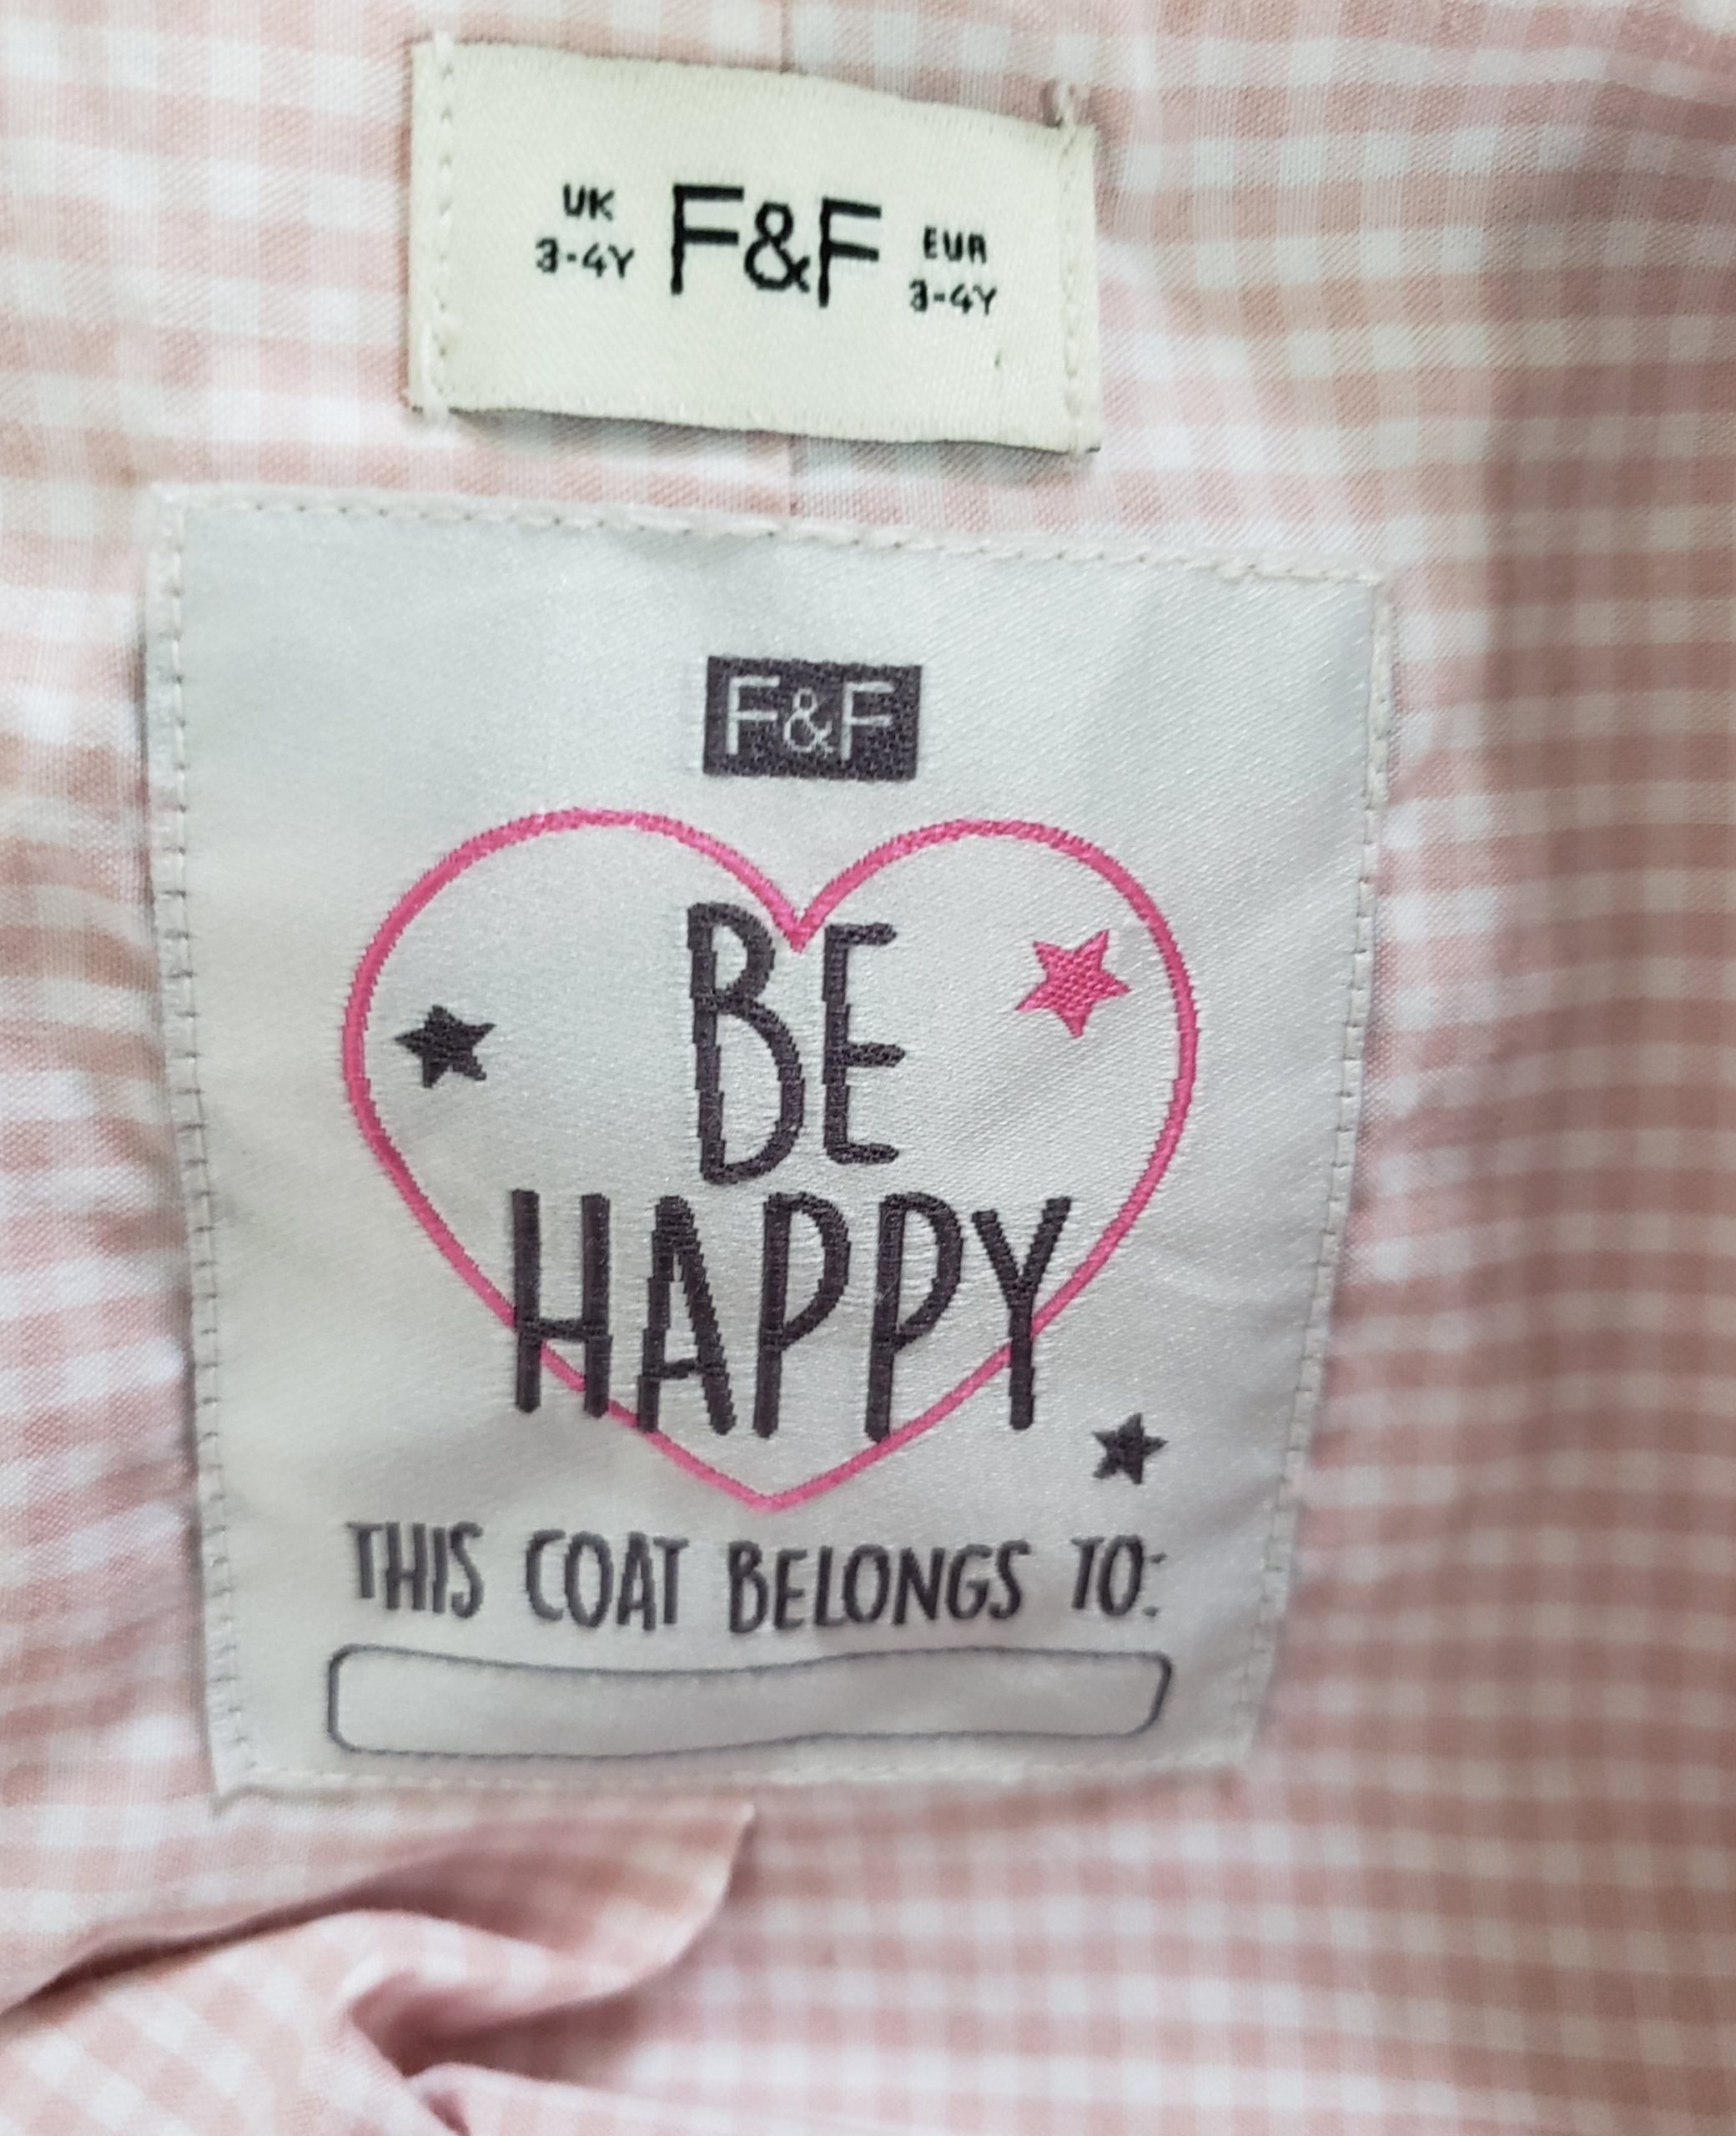 UK F&F EUR
3-4Y 3-4Y
F&F
BE
HAPPY
THIS COAT BELONGS TO: